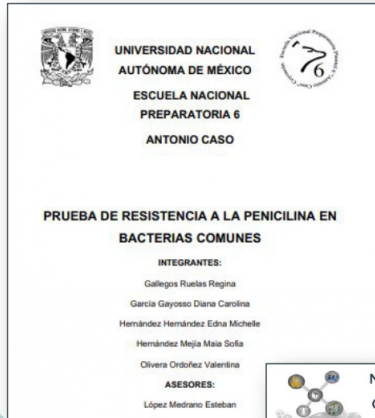 UNIVERSIDAD NACIONAL
AUTÓNOMA DE MÉXICO
ESCUELA NACIONAL
PREPARATORIA 6
ANTONIO CASO
6
PRUEBA DE RESISTENCIA A LA PENICILINA EN
BACTERIAS COMUNES
INTEGRANTES:
Gallegos Ruelas Regina
García Gayosso Diana Carolina
Hernández Hernández Edna Michelle
Hernández Mejía Maia Sofía
Olivera Ordoñez Valentina
ASESORES:
López Medrano Esteban